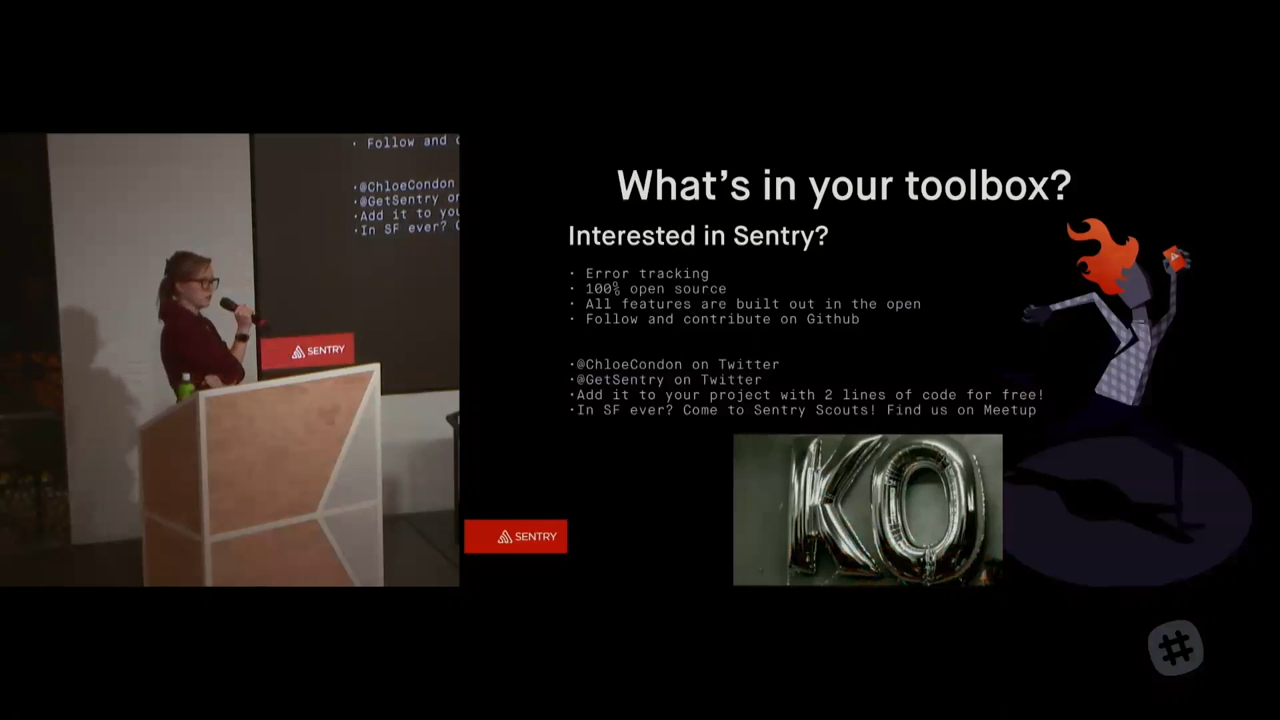 · Follow and
·@ChloeCondon
·@GetSentry on
·Add it to you
·In SF ever?
SENTRY
What's in your toolbox?
Interested in Sentry?
· Error tracking
· 100% open source
· All features are built out in the open
· Follow and contribute on Github
·@ChloeCondon on Twitter
·@GetSentry on Twitter
·Add it to your project with 2 lines of code for free!
·In SF ever? Come to Sentry Scouts! Find us on Meetup
KO
SENTRY